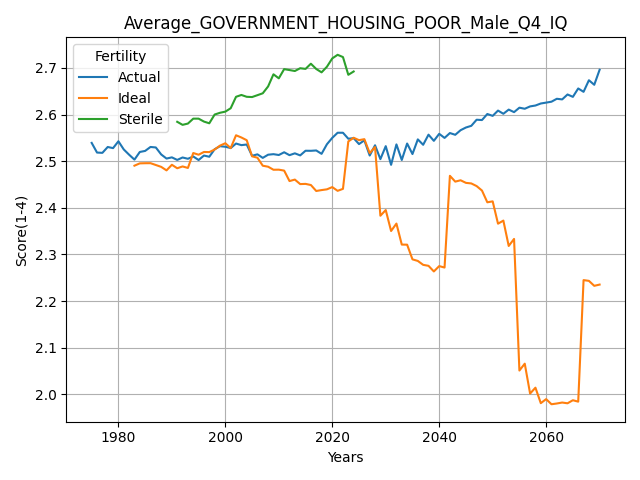 Average_GOVERNMENT_HOUSING_POOR_Male_Q4_IQ
Fertility
Actual
Ideal
Sterile
Score(1-4)
2.7
2.6
2.5
2.4
2.3
2.2
2.1
2.0
1980 2000 2020 2040 2060
Years